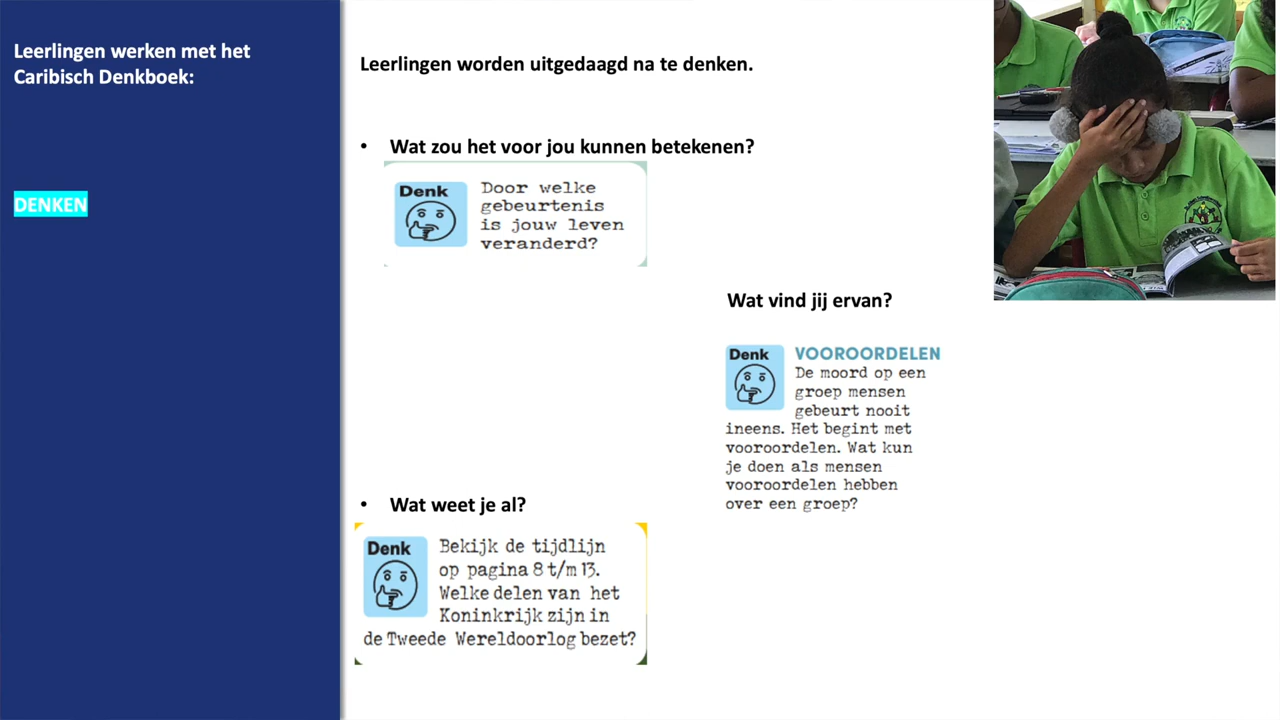 Leerlingen werken met het
Caribisch Denkboek:
DENKEN
Leerlingen worden uitgedaagd na te denken.
• Wat zou het voor jou kunnen betekenen?
Denk
Door welke
gebeurtenis
is jouw leven
veranderd?
Wat vind jij ervan?
Denk
VOOROORDELEN
De moord op een
groep mensen
gebeurt nooit
ineens. Het begint met
vooroordelen. Wat kun
je doen als mensen
vooroordelen hebben
over een groep?
• Wat weet je al?
Denk
Bekijk de tijdlijn
op pagina 8 t/m 13.
Welke delen van het
Koninkrijk zijn in
de Tweede Wereldoorlog bezet?